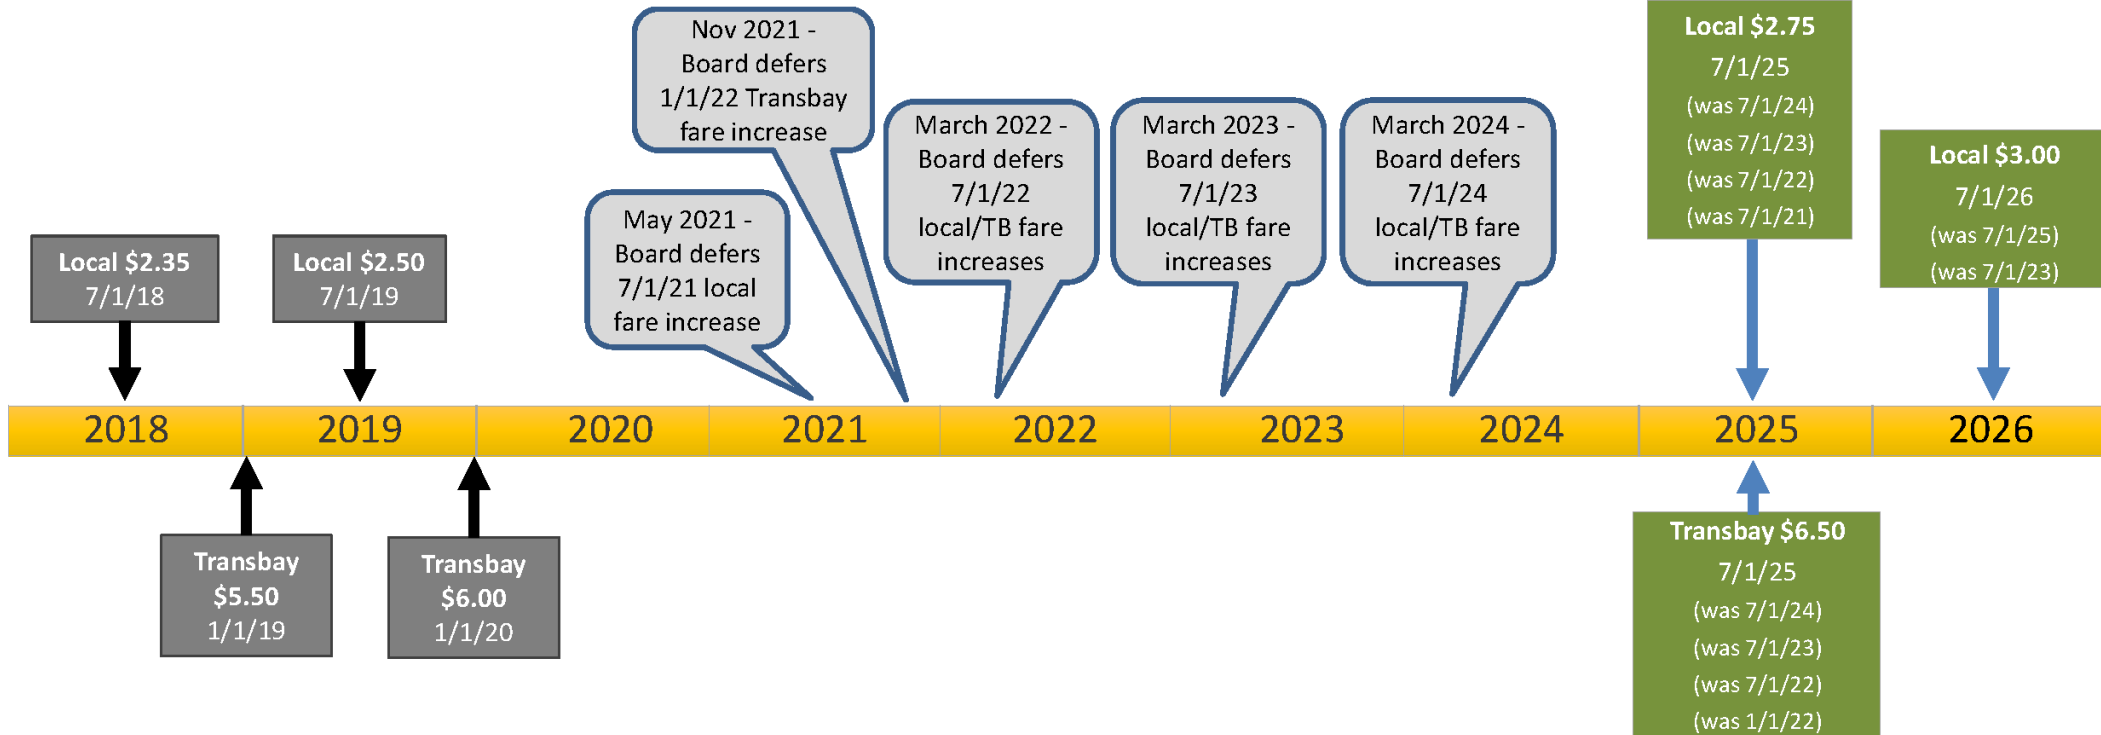 Nov 2021 -
Board defers
1/1/22 Transbay
fare increase
May 2021 -
Board defers
7/1/21 local
fare increase
March 2022 -
Board defers
7/1/22
local/TB fare
increases
March 2023 -
Board defers
7/1/23
local/TB fare
increases
March 2024 -
Board defers
7/1/24
local/TB fare
increases
Local $2.75
7/1/25
(was 7/1/24)
(was 7/1/23)
(was 7/1/22)
(was 7/1/21)
Local $3.00
7/1/26
(was 7/1/25)
(was 7/1/23)
Local $2.35
7/1/18
Local $2.50
7/1/19
2018
2019
2020
2021
2022
2023
2024
2025
2026
Transbay
$5.50
1/1/19
Transbay
$6.00
1/1/20
Transbay $6.50
7/1/25
(was 7/1/24)
(was 7/1/23)
(was 7/1/22)
(was 1/1/22)